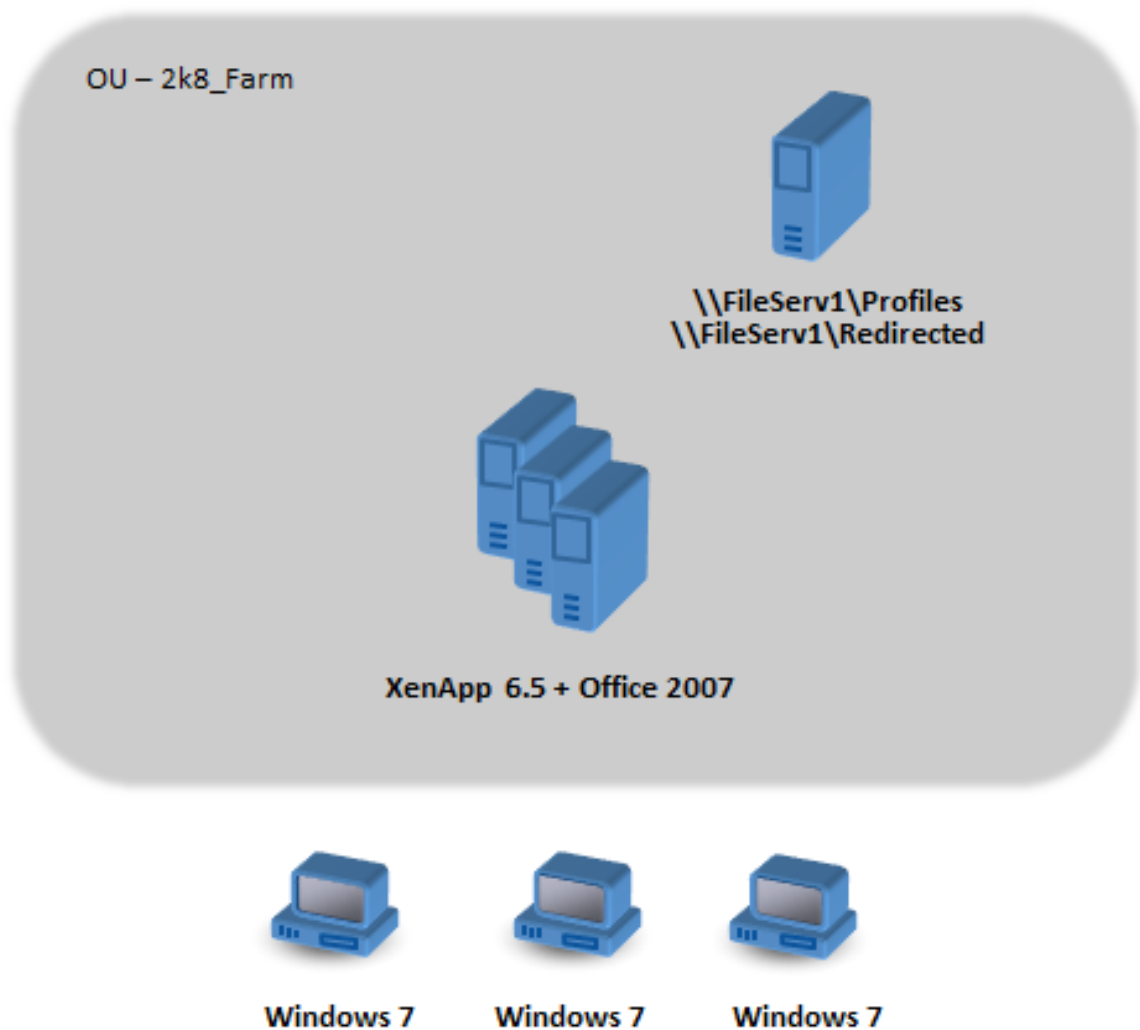 OU – 2k8_Farm
\\FileServ1\Profiles
\\FileServ1\Redirected
XenApp 6.5 + Office 2007
Windows 7
Windows 7
Windows 7